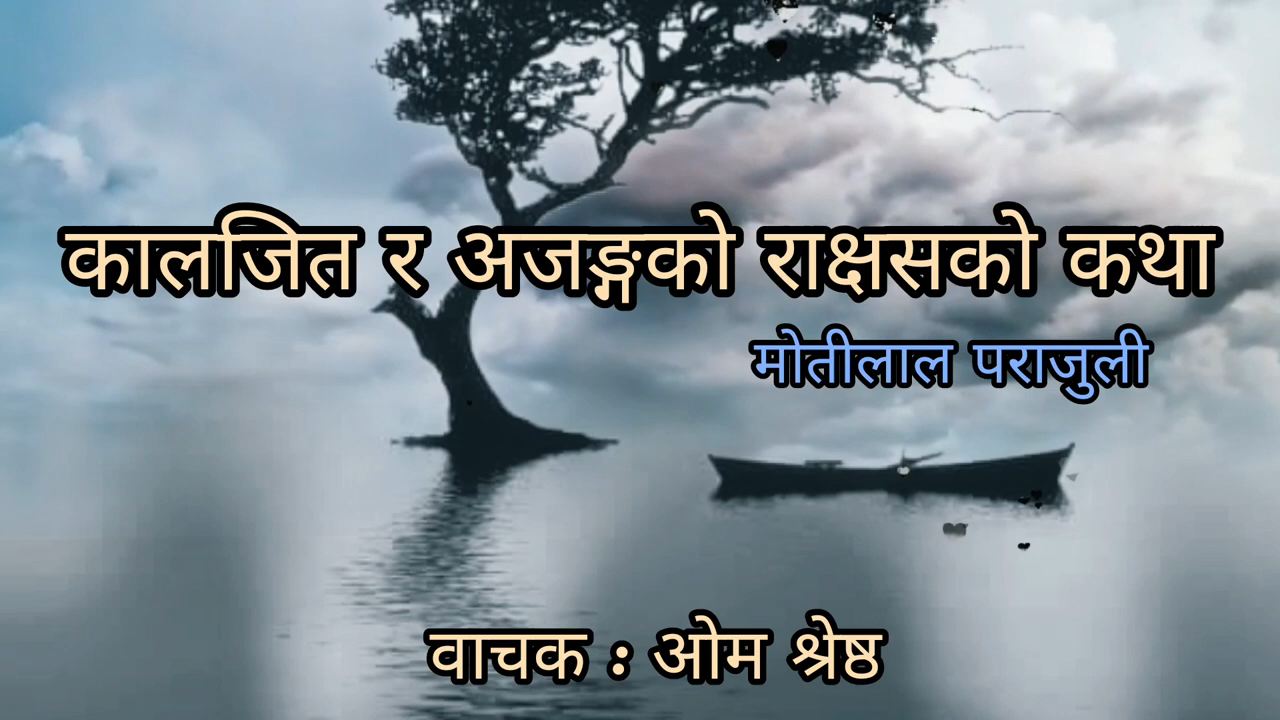 कालजित र अजङ्गको राक्षसको कथा
मोतीलाल पराजुली
वाचक : ओम श्रेष्ठ